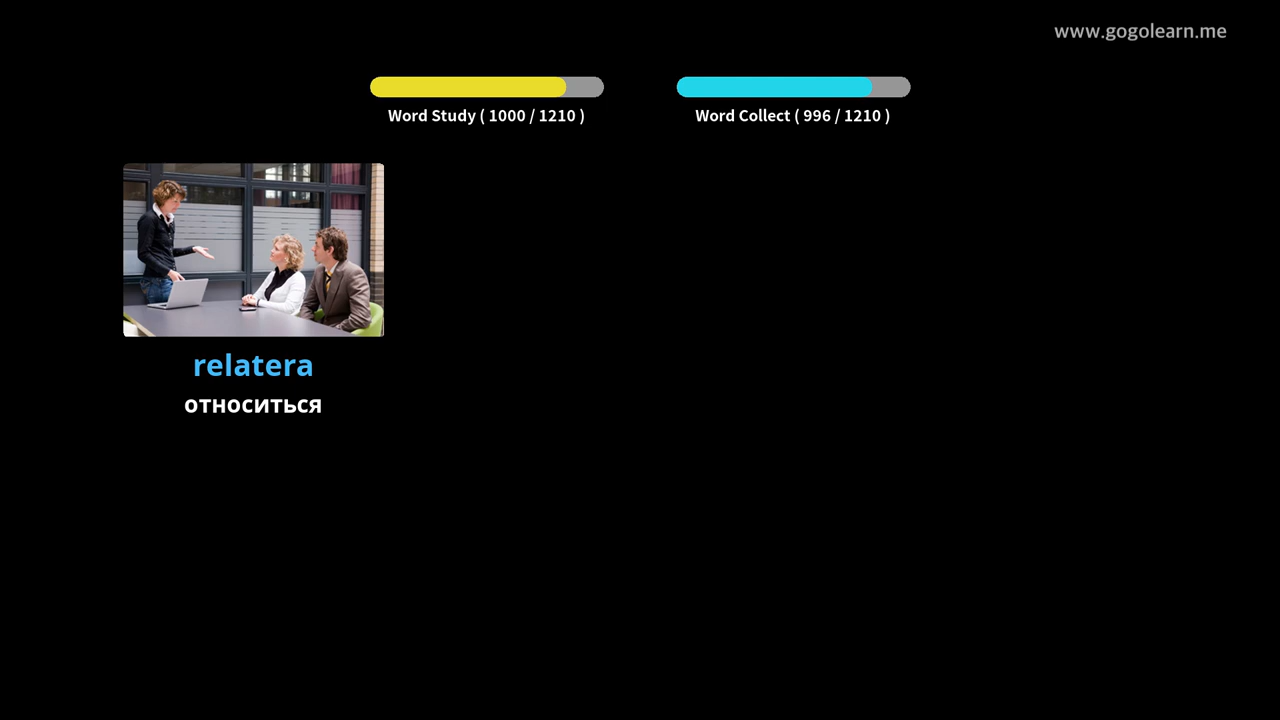 www.gogolearn.me
Word Study ( 1000 / 1210 )
Word Collect ( 996 / 1210 )
relatera
относиться